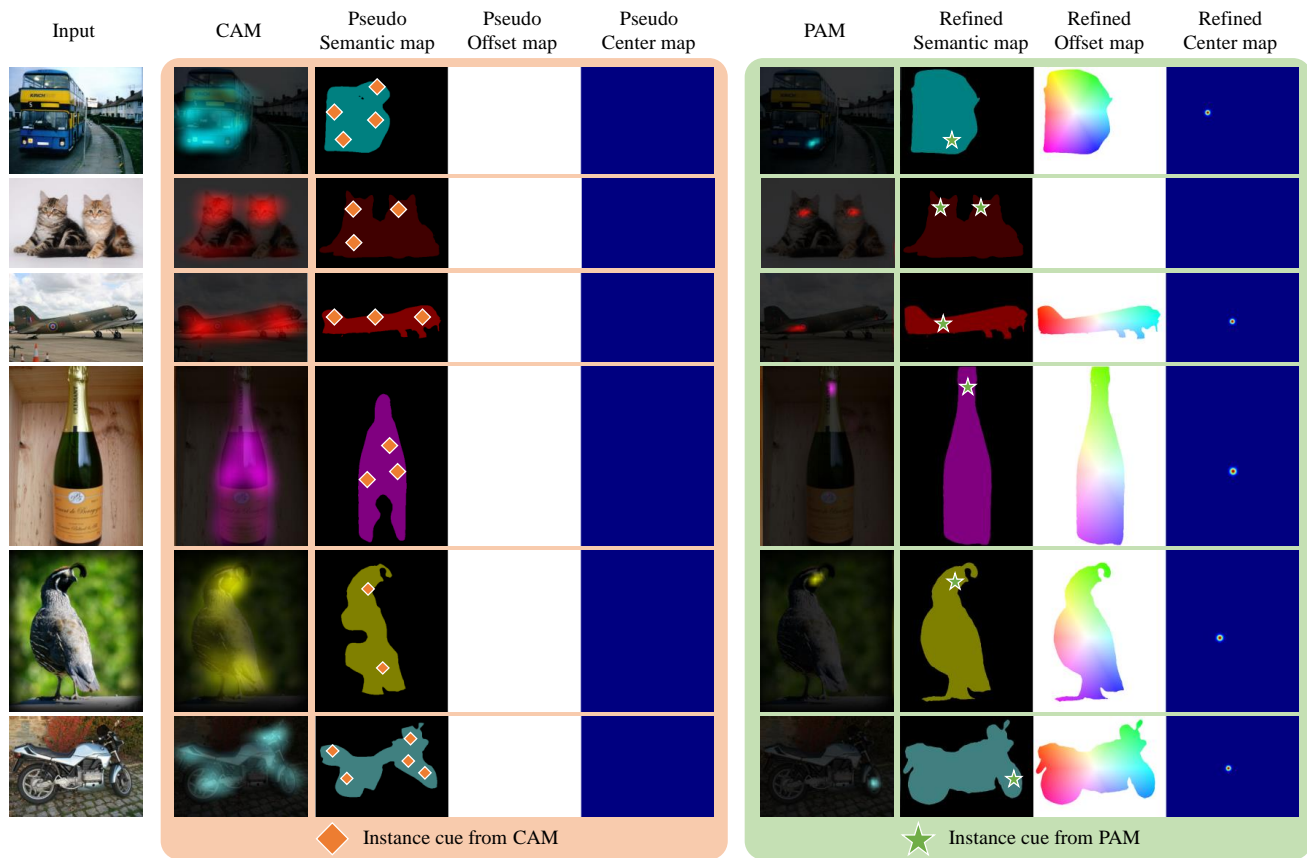 Input
CAM
Pseudo
Semantic map
Pseudo
Offset map
Pseudo
Center map
PAM
Refined
Semantic map
Refined
Offset map
Refined
Center map
Instance cue from CAM
Instance cue from PAM